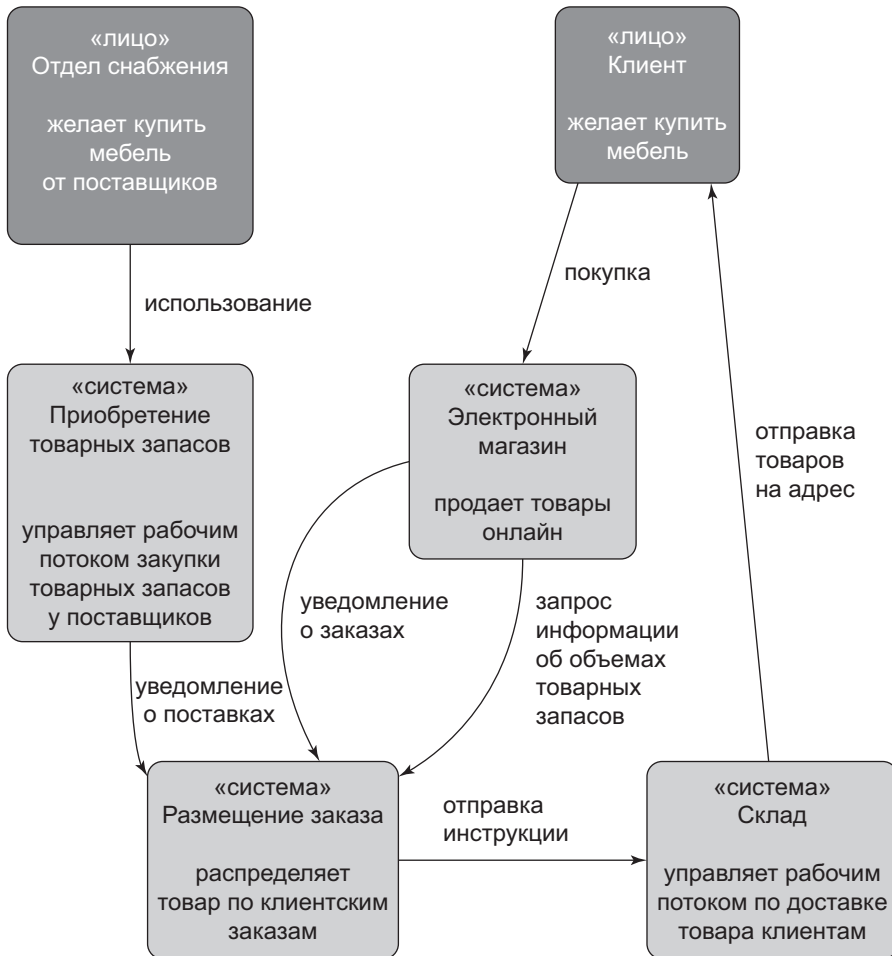 «лицо»
Отдел снабжения
желает купить
мебель
от поставщиков
«лицо»
Клиент
желает купить
мебель
использование
покупка
«система»
Приобретение
товарных запасов
управляет рабочим
потоком закупки
товарных запасов
у поставщиков
«система»
Электронный
магазин
продает товары
онлайн
отправка
товаров
на адрес
уведомление
о заказах
запрос
информации
об объемах
товарных
запасов
уведомление
о поставках
«система»
Размещение заказа
распределяет
товар по клиентским
заказам
отправка
инструкции
«система»
Склад
управляет рабочим
потоком по доставке
товара клиентам